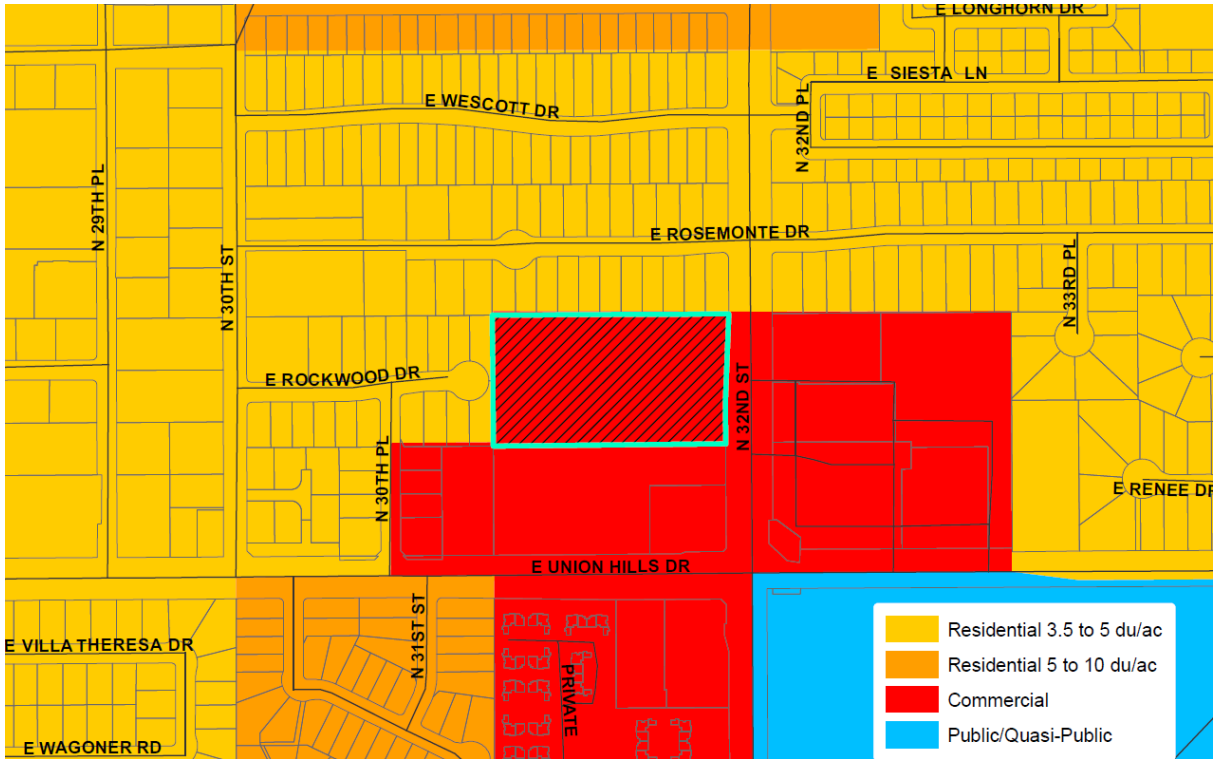 E LONGHORN DR
E SIESTA LN
E WESCOTT DR
N 32ND PL
N 29TH PL
E ROSEMONTE DR
N 30TH ST
N 33RD PL
E ROCKWOOD DR
N 32ND ST
N 30TH PL
E RENEE DR
E UNION HILLS DR
N 31ST ST
E VILLA THERESA DR
PRIVATE
E WAGONER RD
Residential 3.5 to 5 du/ac
Residential 5 to 10 du/ac
Commercial
Public/Quasi-Public